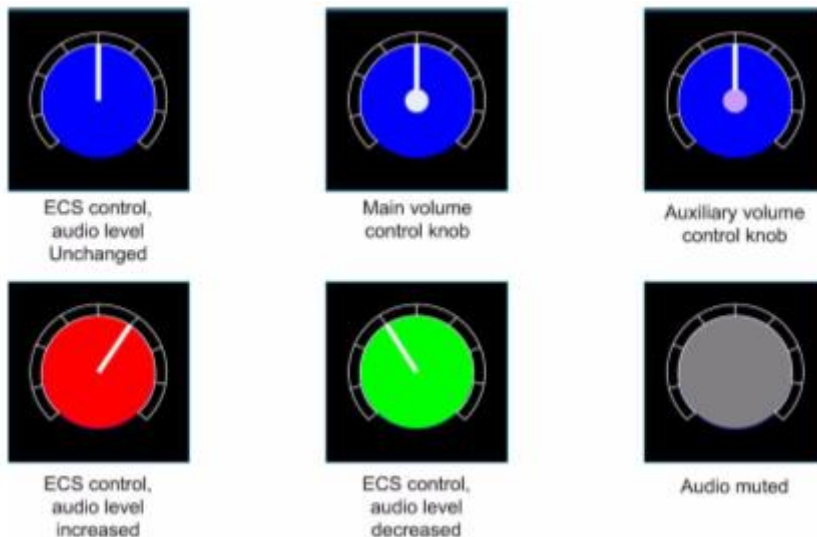 ECS control,
audio level
Unchanged
Main volume
control knob
Auxiliary volume
control knob
ECS control,
audio level
increased
ECS control,
audio level
decreased
Audio muted